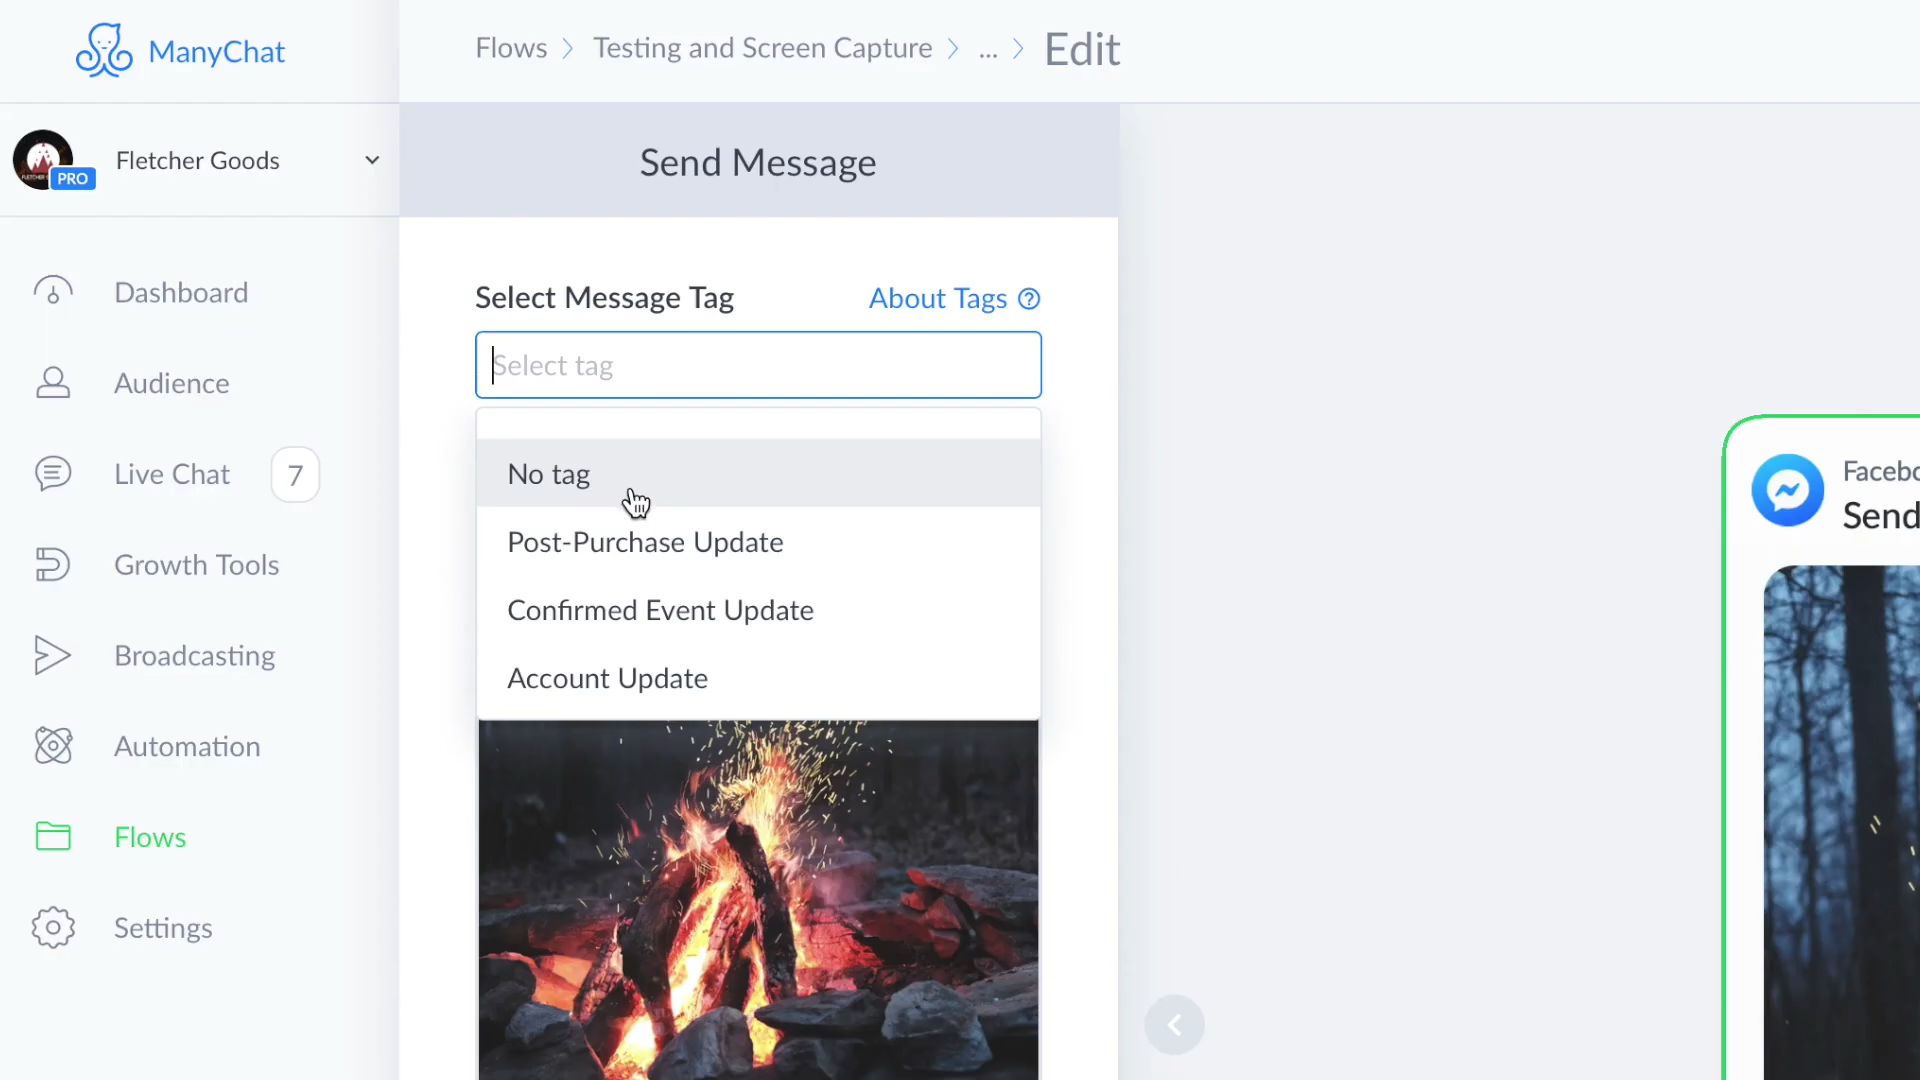 ManyChat
Flows > Testing and Screen Capture > ... > Edit
PRO
Fletcher Goods
Send Message
Dashboard
Select Message Tag
About Tags ?
Select tag
Audience
Live Chat
7
No tag
Post-Purchase Update
Confirmed Event Update
Account Update
Growth Tools
Broadcasting
Automation
Flows
Settings
Send